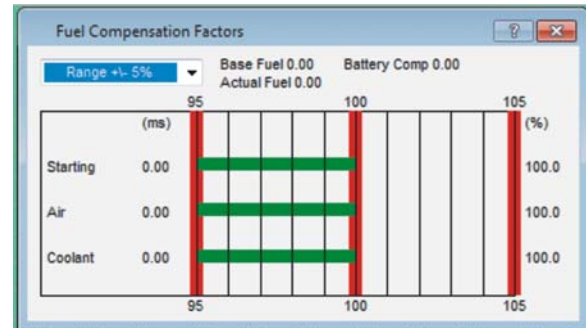 Fuel Compensation Factors
?
Range +\- 5%
Base Fuel 0.00 Battery Comp 0.00
Actual Fuel 0.00
95 100 105
(ms) (%)
Starting 0.00 100.0
Air 0.00 100.0
Coolant 0.00 100.0
95 100 105